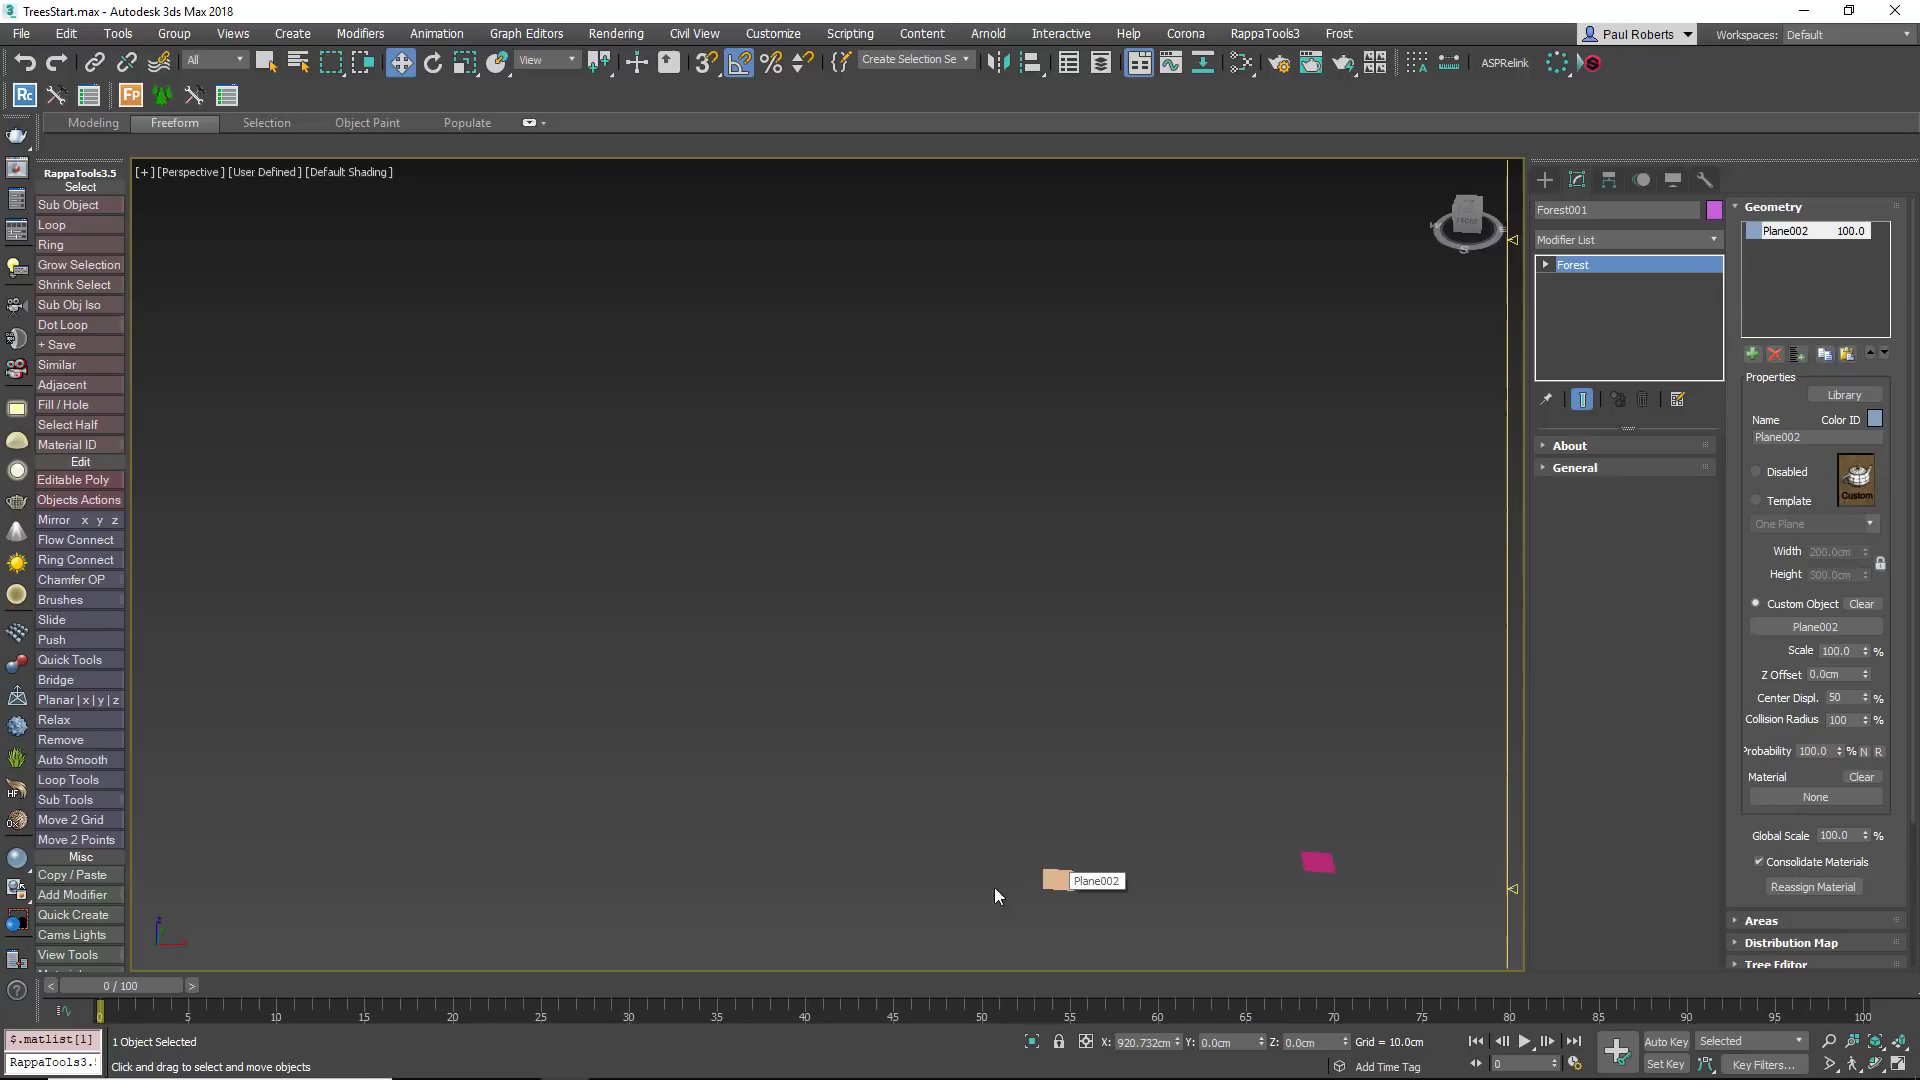 TreesStart.max - Autodesk 3ds Max 2018
File Edit Tools Group Views Create Modifiers Animation Graph Editors Rendering Civil View Customize Scripting Content Arnold Interactive Help Corona RappaTools3 Frost Paul Roberts Workspaces: Default
All View Create Selection Se ASPRelink
Rc Fp
Modeling Freeform Selection Object Paint Populate
[+] [Perspective ] [User Defined ] [Default Shading ]
FRONT
S
RappaTools3.5
Select
Sub Object
Loop
Ring
Grow Selection
Shrink Select
Sub Obj Iso
Dot Loop
+ Save
Similar
Adjacent
Fill / Hole
Select Half
Material ID
Edit
Editable Poly
Objects Actions
Mirror x y z
Flow Connect
Ring Connect
Chamfer OP
Brushes
Slide
Push
Quick Tools
Bridge
Planar | x | y | z
Relax
Remove
Auto Smooth
Loop Tools
Sub Tools
Move 2 Grid
Move 2 Points
Misc
Copy / Paste
Add Modifier
Quick Create
Cams Lights
View Tools
Plane002
z
Forest001
Modifier List
Forest
About
General
Geometry
Plane002 100.0
Properties
Library
Name Color ID
Plane002
Disabled
Template
Custom
One Plane
Width 200.0cm
Height 300.0cm
Custom Object Clear
Plane002
Scale 100.0 %
Z Offset 0.0cm
Center Displ. 50 %
Collision Radius 100 %
Probability 100.0 % N R
Material Clear
None
Global Scale 100.0 %
Consolidate Materials
Reassign Material
Areas
Distribution Map
Tree Editor
< 0 / 100 >
0 5 10 15 20 25 30 35 40 45 50 55 60 65 70 75 80 85 90 95 100
$.matlist[1]
RappaTools3.
1 Object Selected
Click and drag to select and move objects
X: 920.732cm Y: 0.0cm Z: 0.0cm Grid = 10.0cm
Add Time Tag
0
Auto Key Selected
Set Key Key Filters...